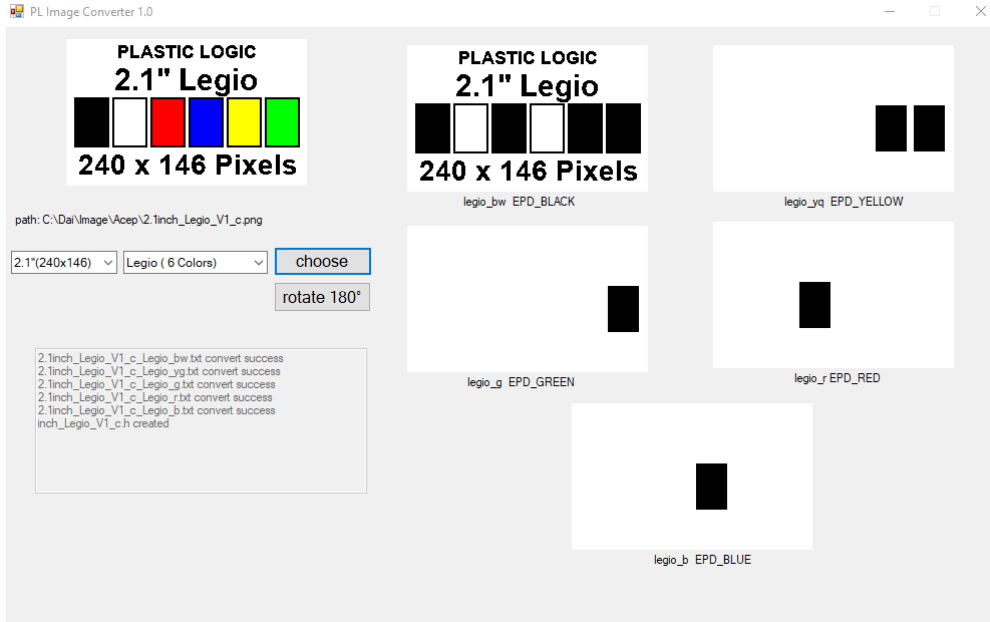 PL Image Converter 1.0
PLASTIC LOGIC
2.1" Legio
240 x 146 Pixels
path: C:\Dai\Image\Acep\2.1inch_Legio_V1_c.png
2.1"(240x146)
Legio ( 6 Colors)
choose
rotate 180°
2.1inch_Legio_V1_c_Legio_bw.txt convert success
2.1inch_Legio_V1_c_Legio_yg.txt convert success
2.1inch_Legio_V1_c_Legio_g.txt convert success
2.1inch_Legio_V1_c_Legio_r.txt convert success
2.1inch_Legio_V1_c_Legio_b.txt convert success
inch_Legio_V1_c.h created
PLASTIC LOGIC
2.1" Legio
240 x 146 Pixels
legio_bw EPD_BLACK
legio_yq EPD_YELLOW
legio_g EPD_GREEN
legio_r EPD_RED
legio_b EPD_BLUE